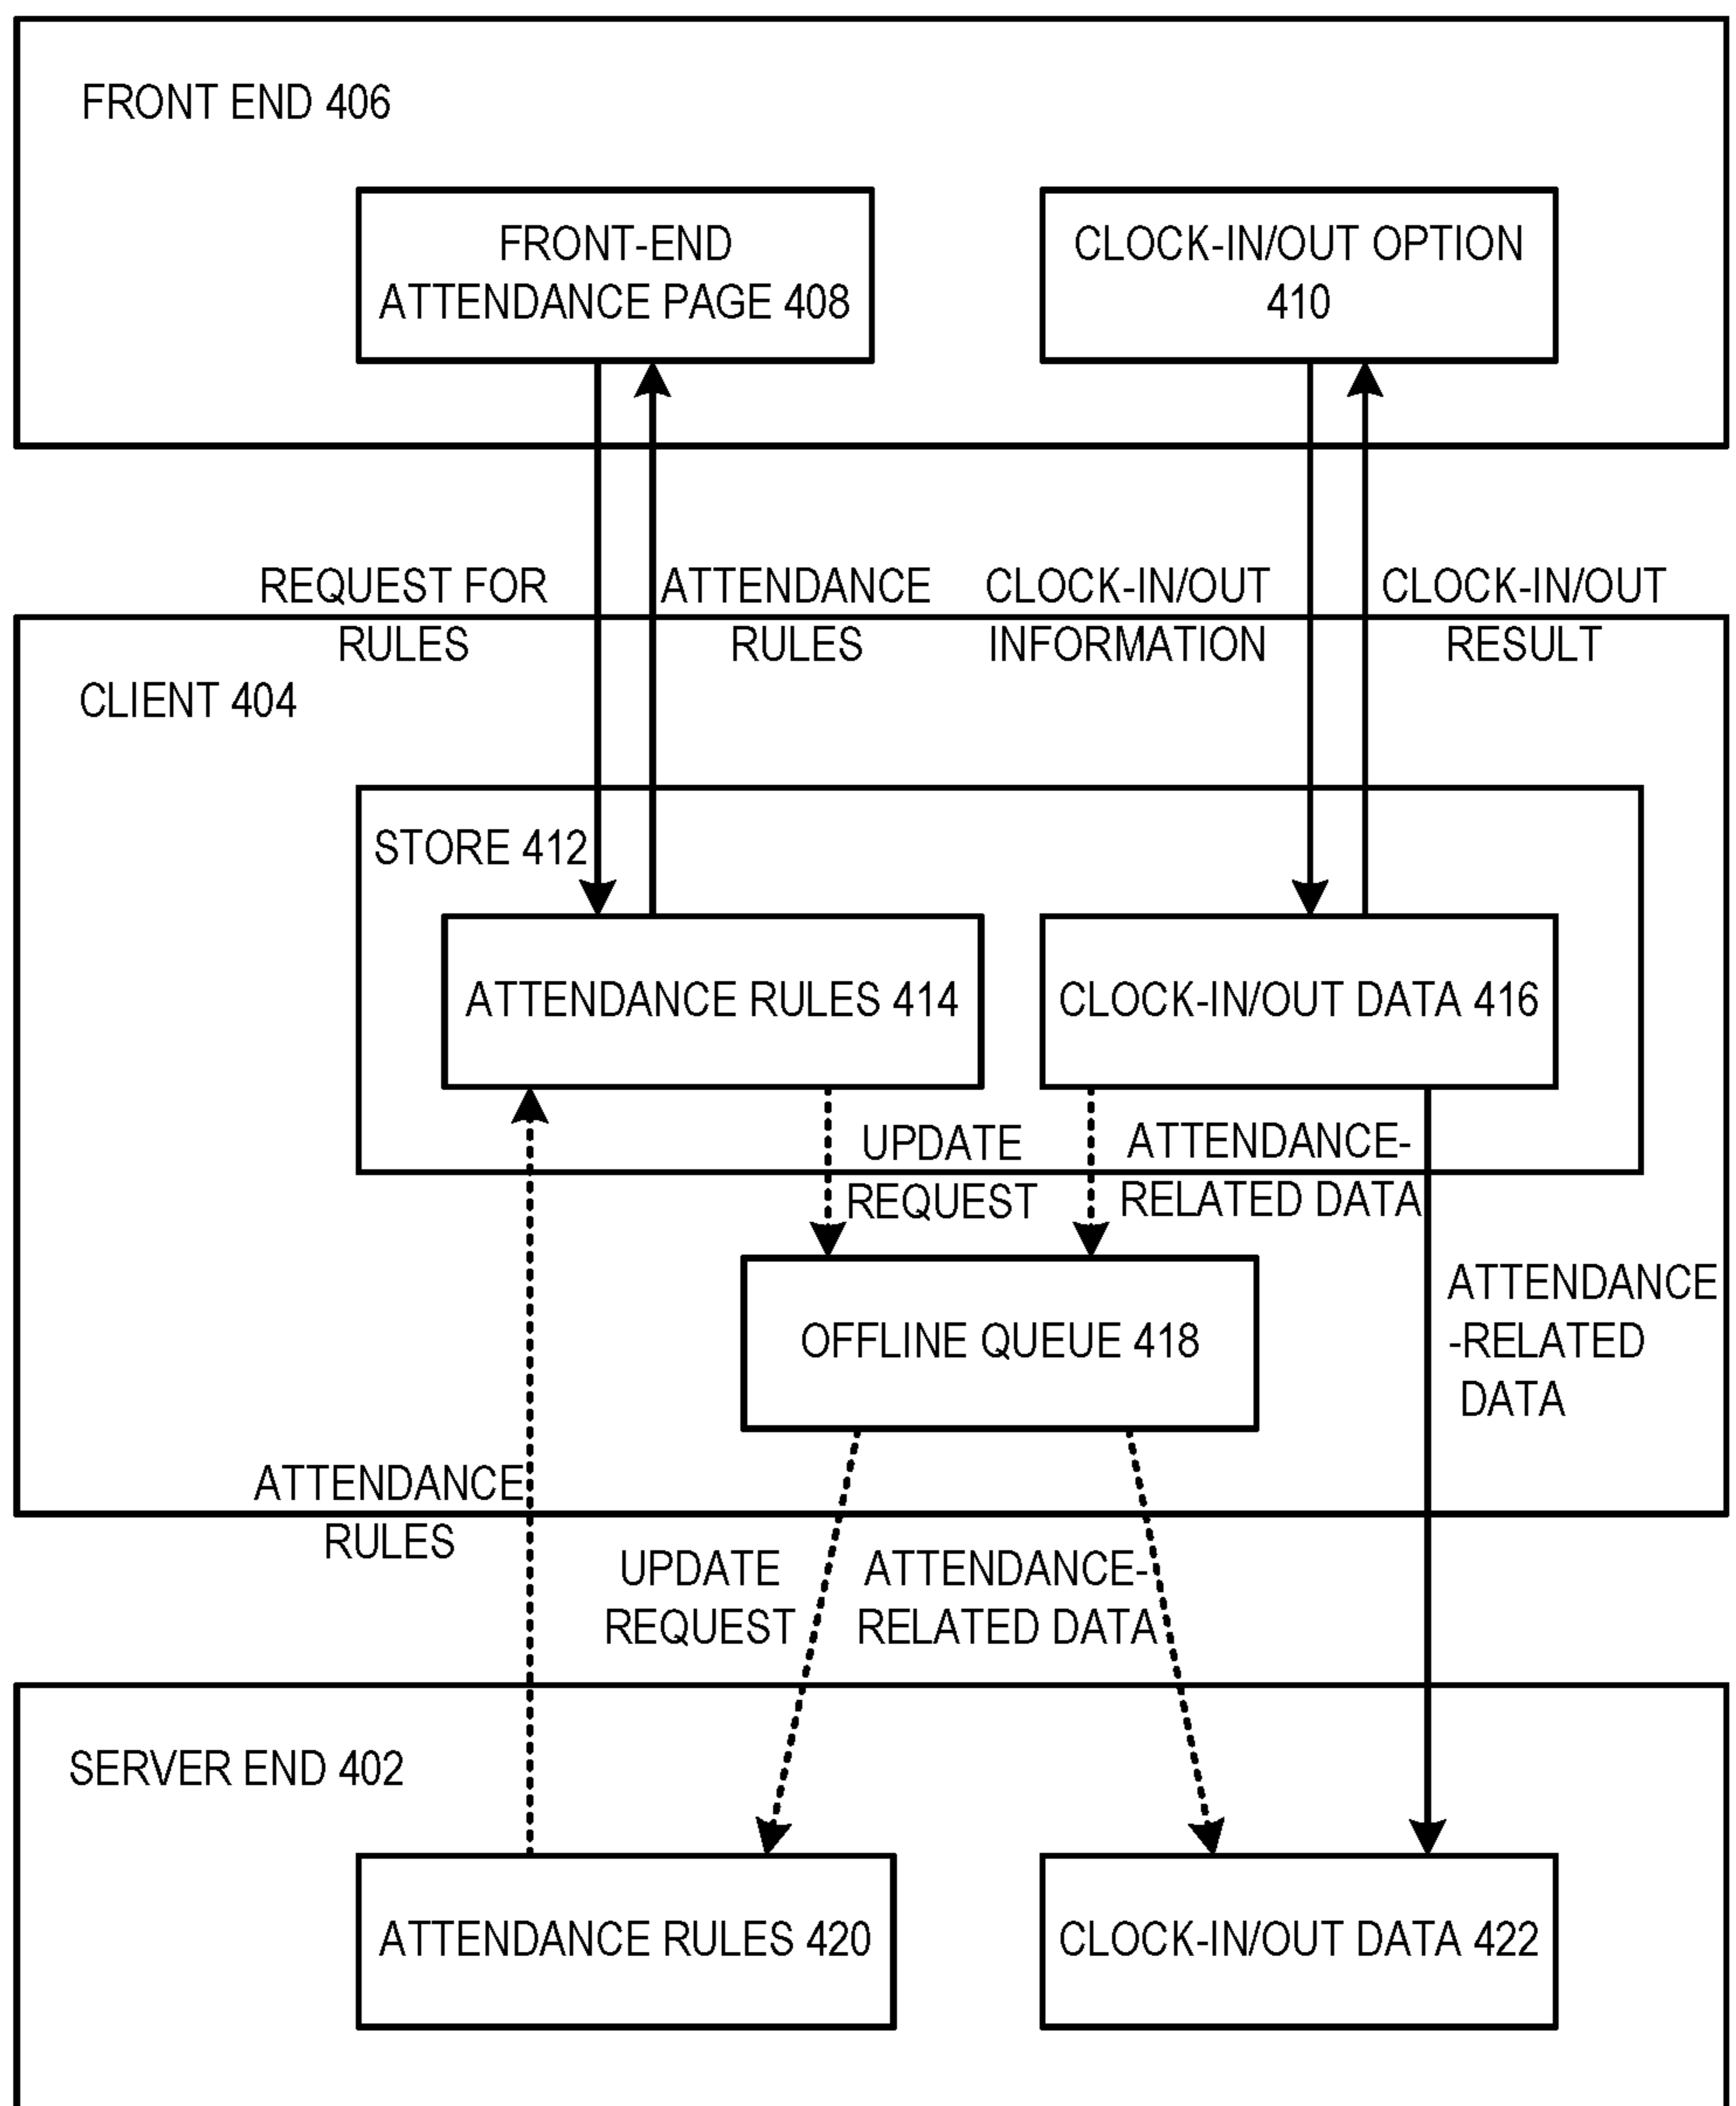 FRONT END 406
FRONT-END
ATTENDANCE PAGE 408
CLOCK-IN/OUT OPTION
410
REQUEST FOR
RULES
ATTENDANCE
RULES
CLOCK-IN/OUT
INFORMATION
CLOCK-IN/OUT
RESULT
CLIENT 404
STORE 412
ATTENDANCE RULES 414
CLOCK-IN/OUT DATA 416
UPDATE
REQUEST
ATTENDANCE-
RELATED DATA
ATTENDANCE
-RELATED
DATA
OFFLINE QUEUE 418
ATTENDANCE
RULES
UPDATE
REQUEST
ATTENDANCE-
RELATED DATA
SERVER END 402
ATTENDANCE RULES 420
CLOCK-IN/OUT DATA 422